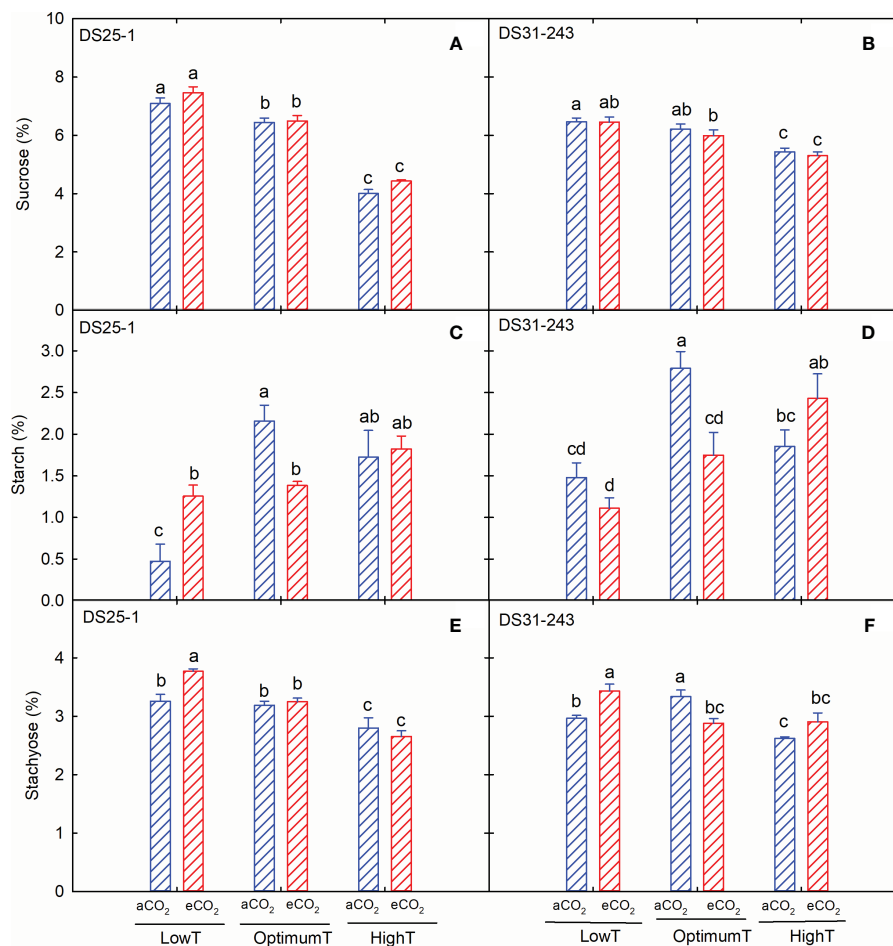 DS25-1 A
DS31-243 B
10
8
6
4
2
0
Sucrose (%)
a a b b c c
a ab ab b c c
DS25-1 C
DS31-243 D
3.0
2.5
2.0
1.5
1.0
0.5
0.0
Starch (%)
c b a b ab ab
cd d a cd bc ab
DS25-1 E
DS31-243 F
4
3
2
1
0
Stachyose (%)
b a b b c c
b a a bc c bc
aCO2 eCO2 aCO2 eCO2 aCO2 eCO2
LowT OptimumT HighT
aCO2 eCO2 aCO2 eCO2 aCO2 eCO2
LowT OptimumT HighT